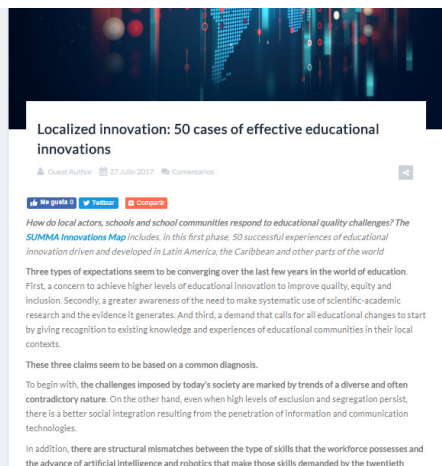 Localized innovation: 50 cases of effective educational
innovations
Guest Author 27 Julio 2017 Comentarios
Me gusta 0 Twittear Compartir
How do local actors, schools and school communities respond to educational quality challenges? The
SUMMA Innovations Map includes, in this first phase, 50 successful experiences of educational
innovation driven and developed in Latin America, the Caribbean and other parts of the world
Three types of expectations seem to be converging over the last few years in the world of education.
First, a concern to achieve higher levels of educational innovation to improve quality, equity and
inclusion. Secondly, a greater awareness of the need to make systematic use of scientific-academic
research and the evidence it generates. And third, a demand that calls for all educational changes to start
by giving recognition to existing knowledge and experiences of educational communities in their local
contexts.
These three claims seem to be based on a common diagnosis.
To begin with, the challenges imposed by today's society are marked by trends of a diverse and often
contradictory nature. On the other hand, even when high levels of exclusion and segregation persist,
there is a better social integration resulting from the penetration of information and communication
technologies.
In addition, there are structural mismatches between the type of skills that the workforce possesses and
the advance of artificial intelligence and robotics that make those skills demanded by the twentieth